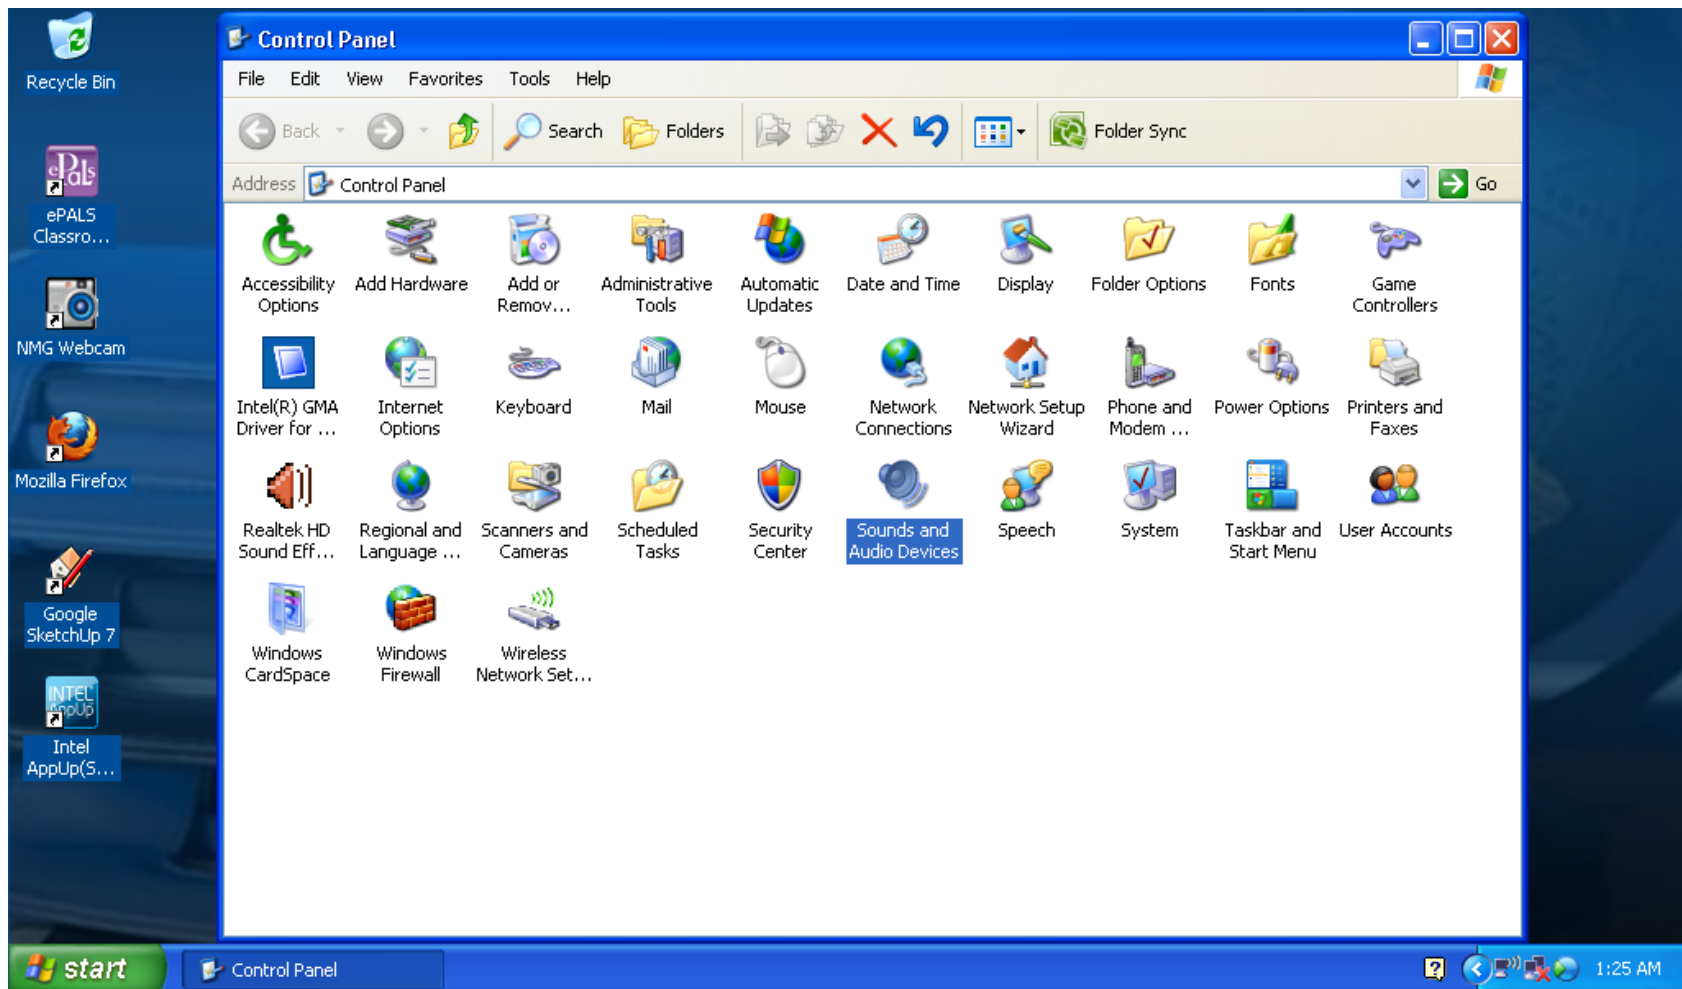 Recycle Bin
ePals
ePALS
Classro...
NMG Webcam
Mozilla Firefox
Google
SketchUp 7
INTEL
AppUp
Intel
AppUp(S...
Control Panel
File Edit View Favorites Tools Help
Back Search Folders Folder Sync
Address Control Panel Go
Accessibility
Options
Add Hardware
Add or
Remov...
Administrative
Tools
Automatic
Updates
Date and Time
Display
Folder Options
Fonts
Game
Controllers
Intel(R) GMA
Driver for ...
Internet
Options
Keyboard
Mail
Mouse
Network
Connections
Network Setup
Wizard
Phone and
Modem ...
Power Options
Printers and
Faxes
Realtek HD
Sound Eff...
Regional and
Language ...
Scanners and
Cameras
Scheduled
Tasks
Security
Center
Sounds and
Audio Devices
Speech
System
Taskbar and
Start Menu
User Accounts
Windows
CardSpace
Windows
Firewall
Wireless
Network Set...
start Control Panel 1:25 AM